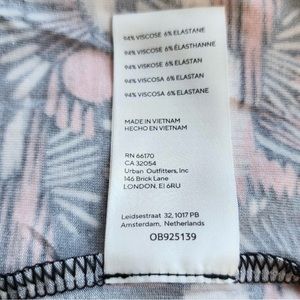 94% VISCOSE 6% ELASTANE
94% VISCOSE 6% ÉLASTHANNE
94% VISKOSE 6% ELASTAN
94% VISCOSA 6% ELASTAN
94% VISCOSA 6% ELASTANE
MADE IN VIETNAM
HECHO EN VIETNAM
RN 66170
CA 32054
Urban Outfitters, Inc
146 Brick Lane
LONDON, E1 6RU
Leidsestraat 32, 1017 PB
Amsterdam, Netherlands
OB925139